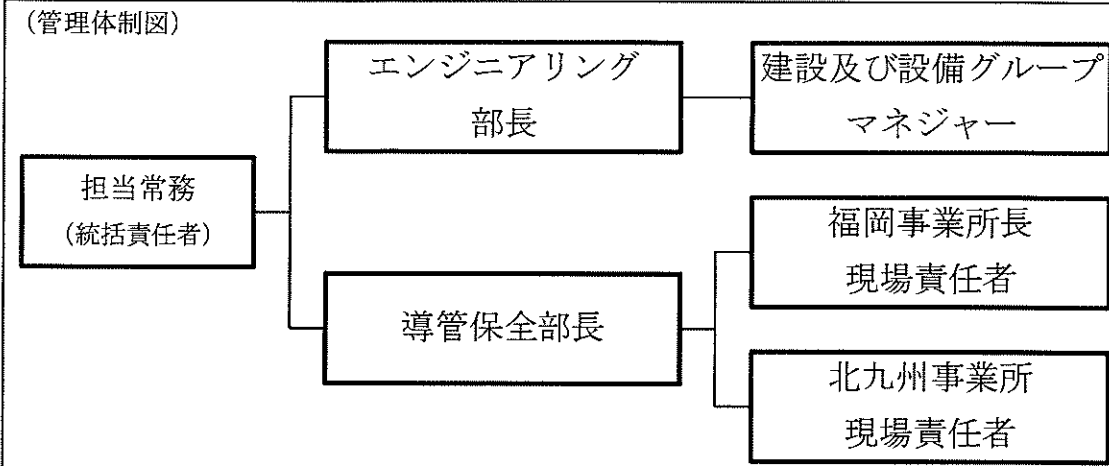 (管理体制図)
エンジニアリング
部長
建設及び設備グループ
マネジャー
担当常務
(統括責任者)
福岡事業所長
現場責任者
導管保全部長
北九州事業所
現場責任者